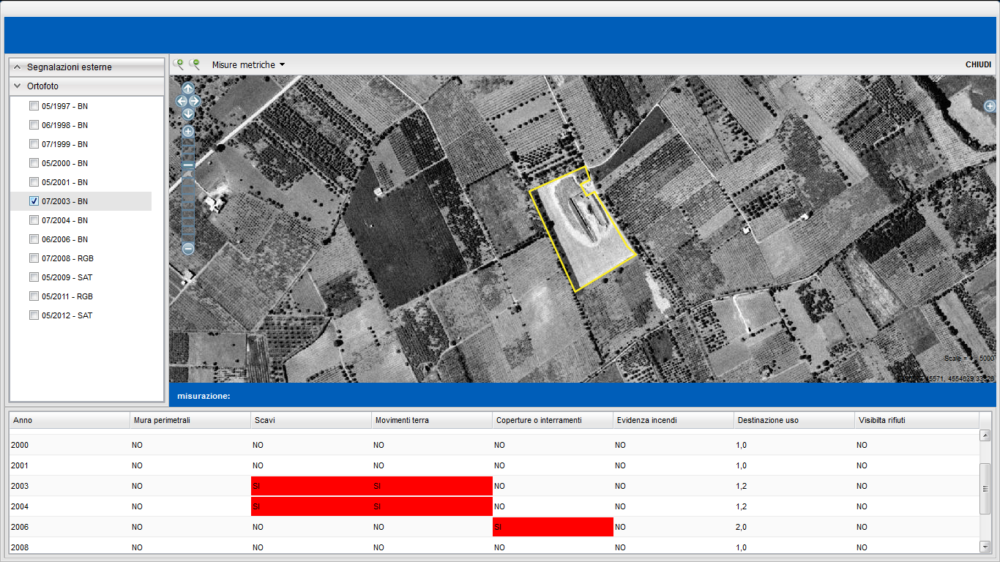 Segnalazioni esterne
Ortofoto
05/1997 - BN
06/1998 - BN
07/1999 - BN
05/2000 - BN
05/2001 - BN
07/2003 - BN
07/2004 - BN
06/2006 - BN
07/2008 - RGB
05/2009 - SAT
05/2011 - RGB
05/2012 - SAT
Misure metriche
CHIUDI
Scale = 5000
misurazione:
Anno Mura perimetrali Scavi Movimenti terra Coperture o interramenti Evidenza incendi Destinazione uso Visibilta rifiuti
2000 NO NO NO NO NO 1,0 NO
2001 NO NO NO NO NO 1,0 NO
2003 NO SI SI NO NO 1,2 NO
2004 NO SI SI NO NO 1,2 NO
2006 NO NO NO SI NO 2,0 NO
2008 NO NO NO NO NO 1,0 NO